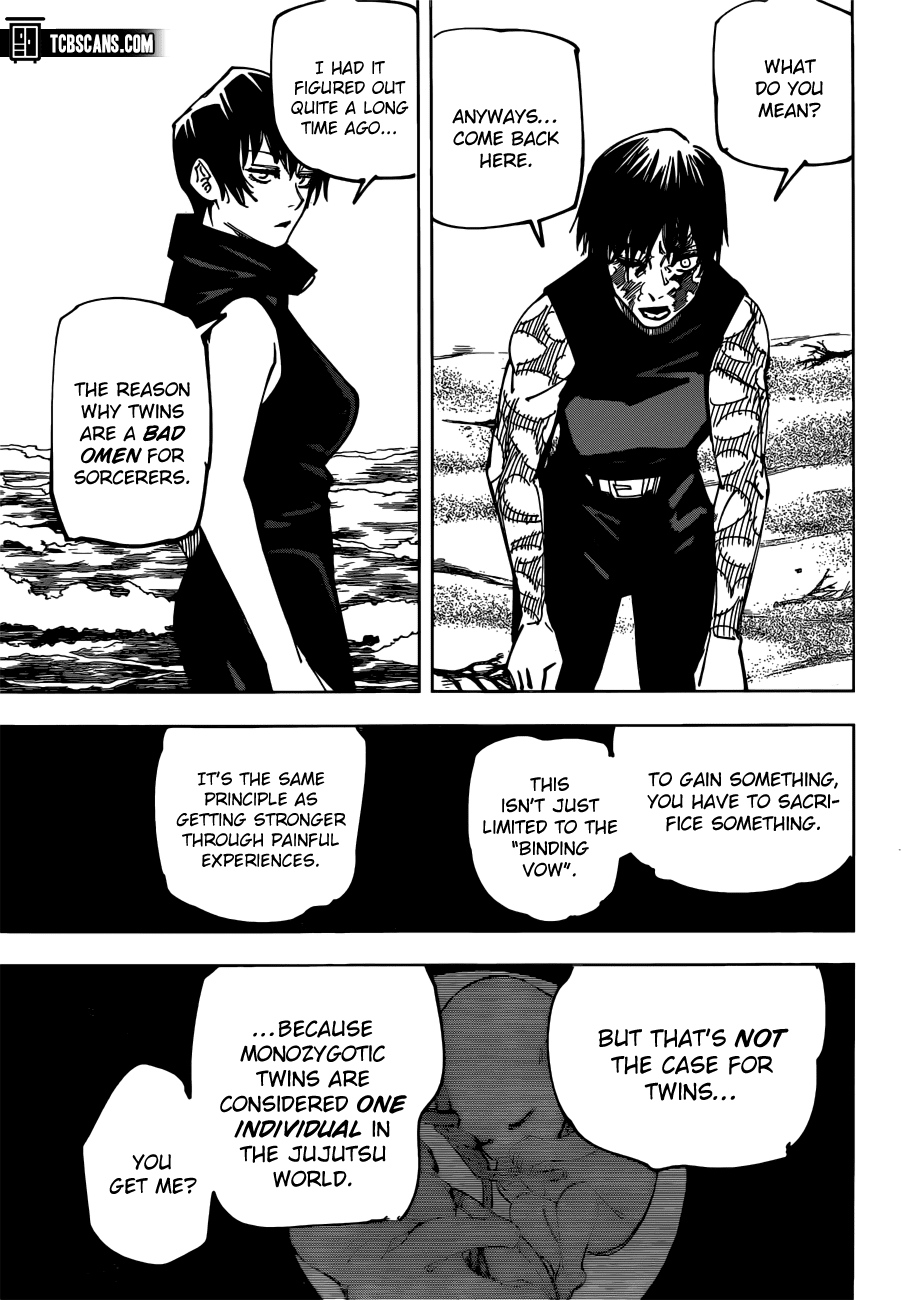 TCBSCANS.COM
WHAT
DO YOU
MEAN?
ANYWAYS...
COME BACK
HERE.
I HAD IT
FIGURED OUT
QUITE A LONG
TIME AGO...
THE REASON
WHY TWINS
ARE A BAD
OMEN FOR
SORCERERS.
TO GAIN SOMETHING,
YOU HAVE TO SACRI-
FICE SOMETHING.
THIS
ISN'T JUST
LIMITED TO THE
"BINDING
VOW".
IT'S THE SAME
PRINCIPLE AS
GETTING STRONGER
THROUGH PAINFUL
EXPERIENCES.
BUT THAT'S NOT
THE CASE FOR
TWINS...
...BECAUSE
MONOZYGOTIC
TWINS ARE
CONSIDERED ONE
INDIVIDUAL IN
THE JUJUTSU
WORLD.
YOU
GET ME?